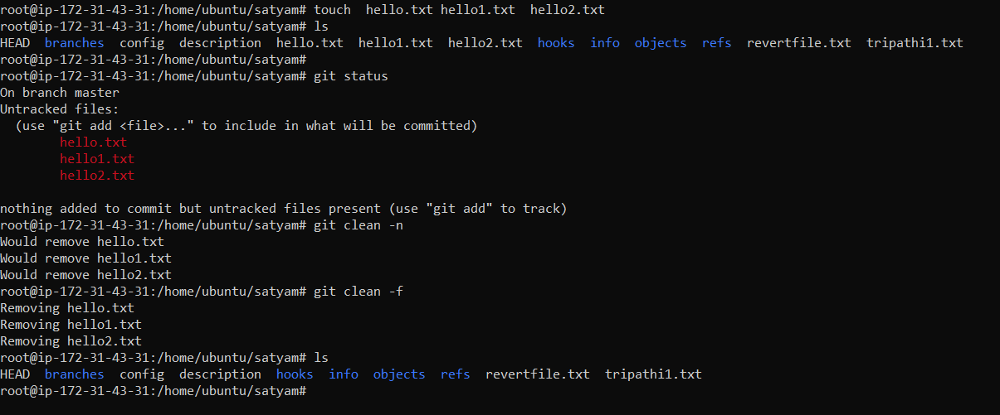 root@ip-172-31-43-31:/home/ubuntu/satyam# touch  hello.txt hello1.txt  hello2.txt
root@ip-172-31-43-31:/home/ubuntu/satyam# ls
HEAD  branches  config  description  hello.txt  hello1.txt  hello2.txt  hooks  info  objects  refs  revertfile.txt  tripathi1.txt
root@ip-172-31-43-31:/home/ubuntu/satyam#
root@ip-172-31-43-31:/home/ubuntu/satyam# git status
On branch master
Untracked files:
  (use "git add <file>..." to include in what will be committed)
        hello.txt
        hello1.txt
        hello2.txt

nothing added to commit but untracked files present (use "git add" to track)
root@ip-172-31-43-31:/home/ubuntu/satyam# git clean -n
Would remove hello.txt
Would remove hello1.txt
Would remove hello2.txt
root@ip-172-31-43-31:/home/ubuntu/satyam# git clean -f
Removing hello.txt
Removing hello1.txt
Removing hello2.txt
root@ip-172-31-43-31:/home/ubuntu/satyam# ls
HEAD  branches  config  description  hooks  info  objects  refs  revertfile.txt  tripathi1.txt
root@ip-172-31-43-31:/home/ubuntu/satyam#